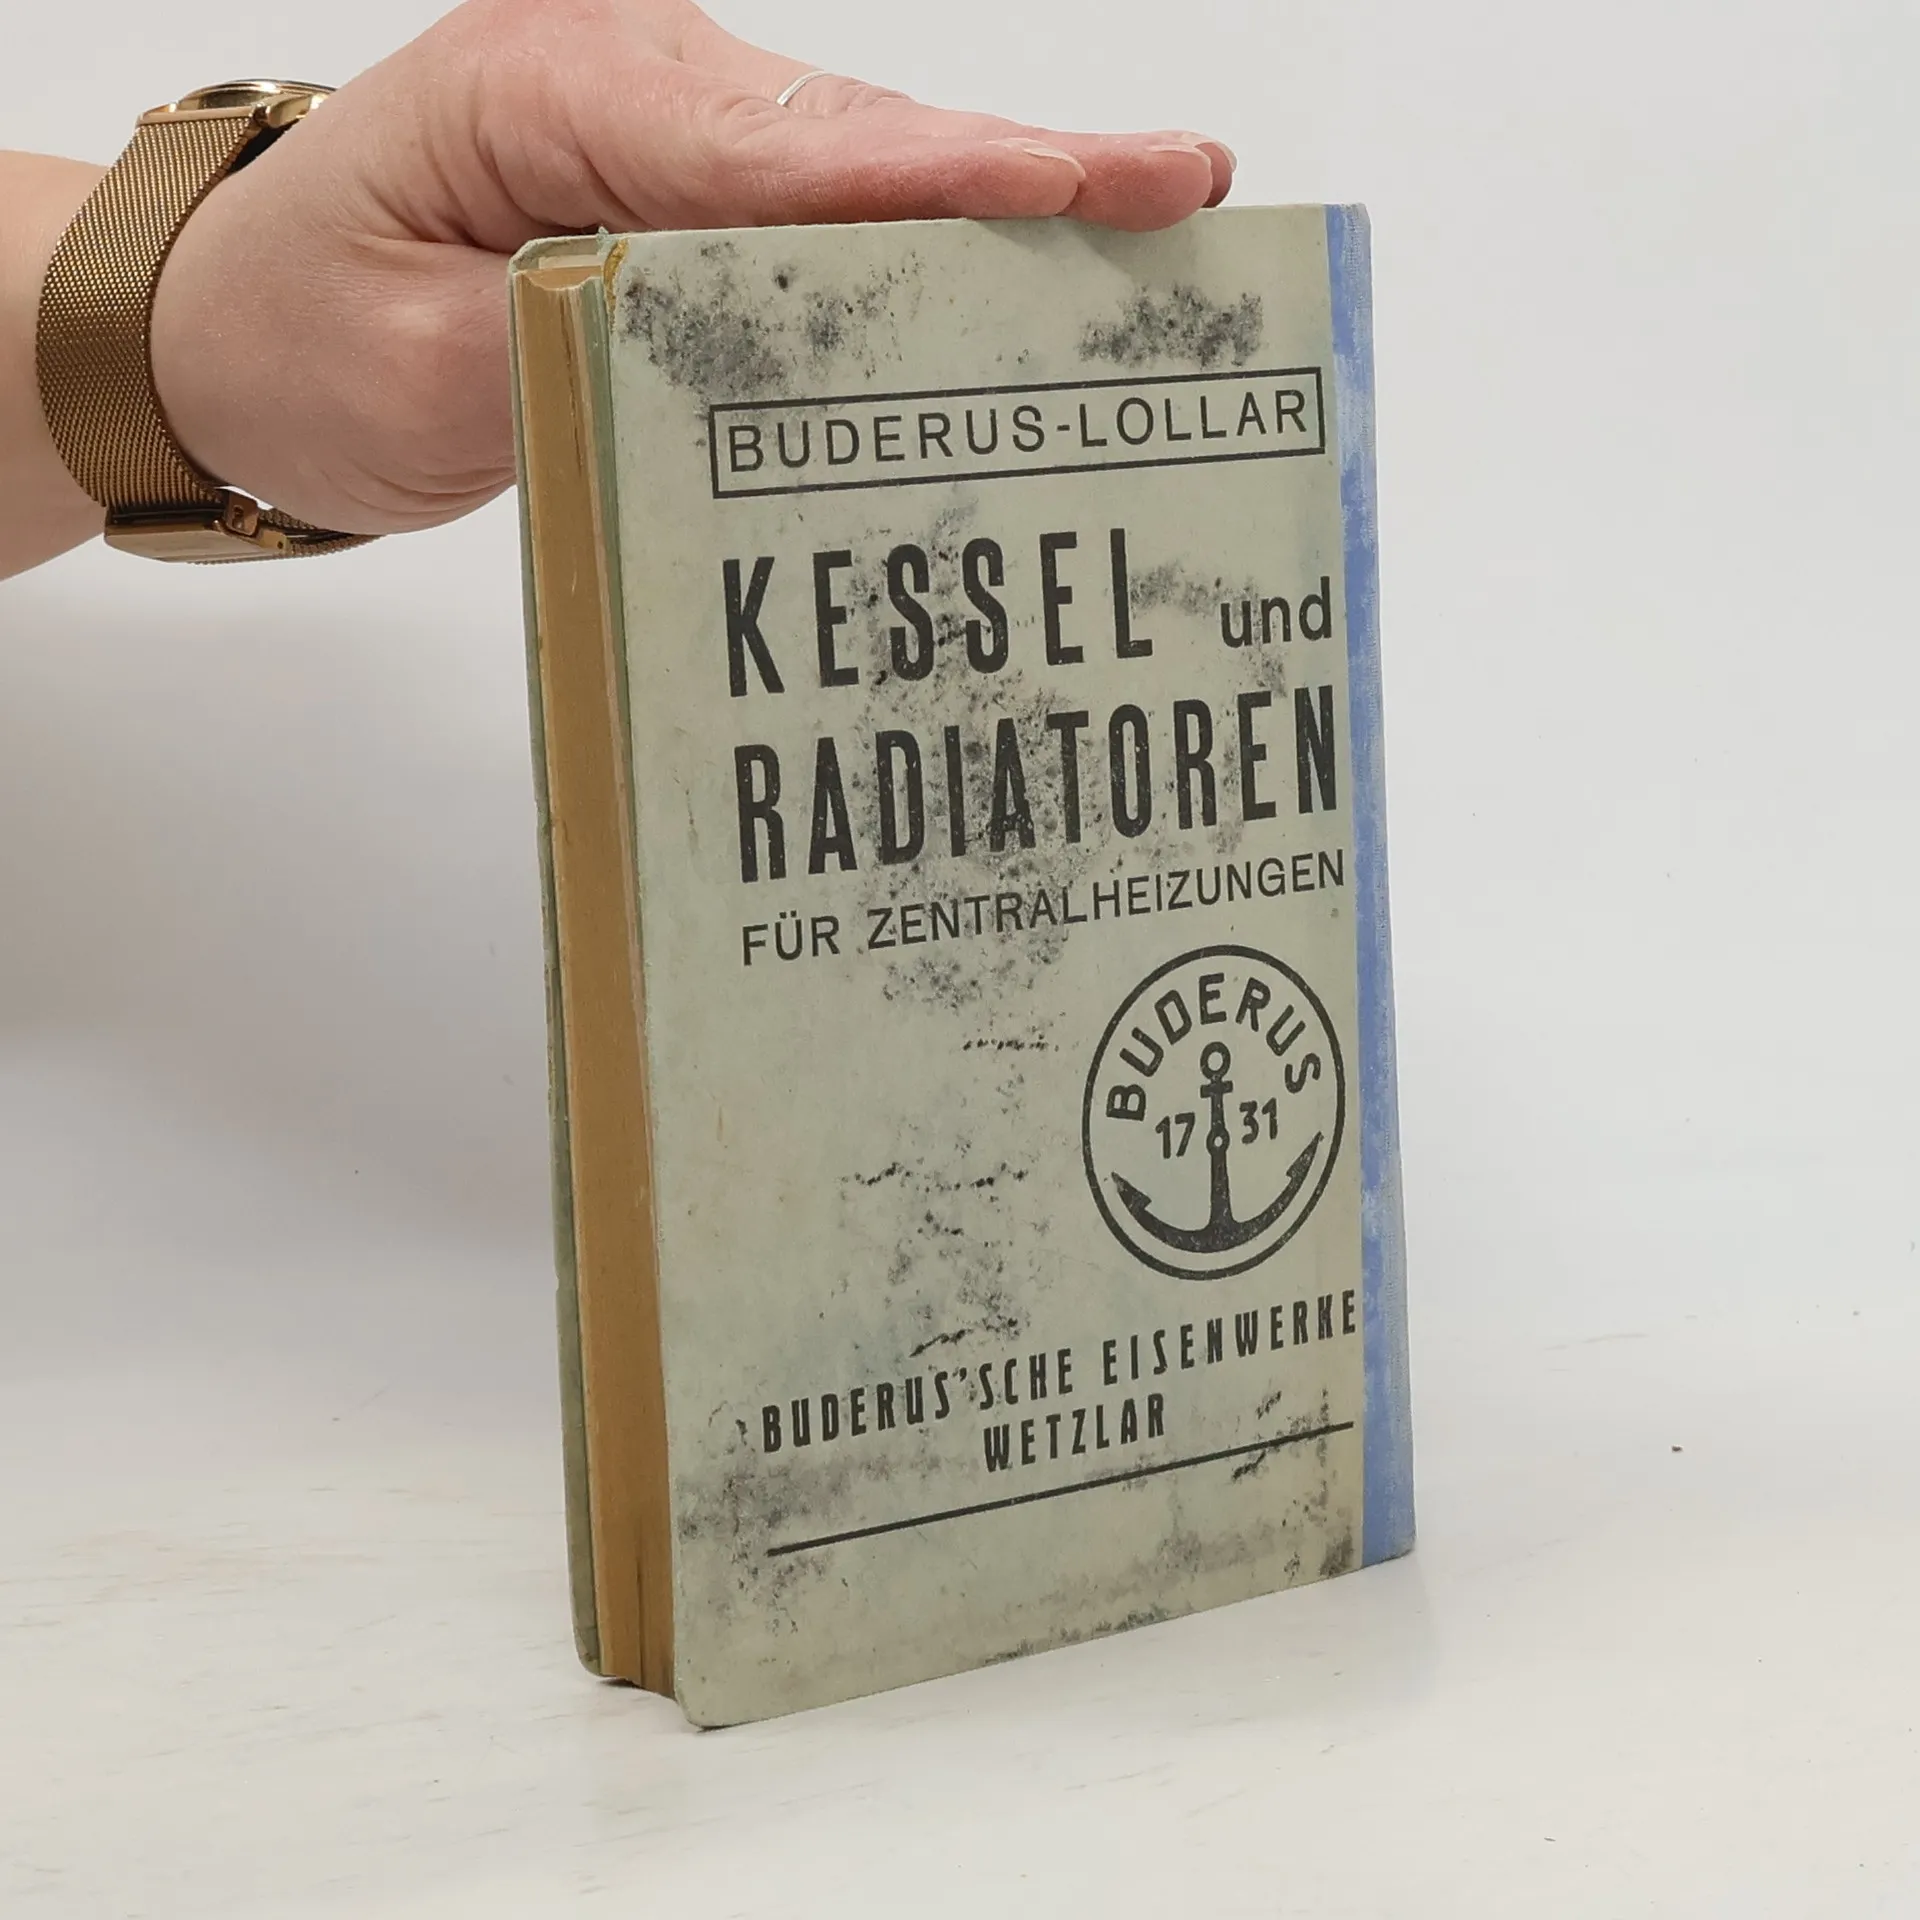 BUDERUS-LOLLAR
KESSEL und
RADIATOREN
FÜR ZENTRALHEIZUNGEN
BUDERUS
17 31
BUDERUS'SCHE EISENWERKE
WETZLAR